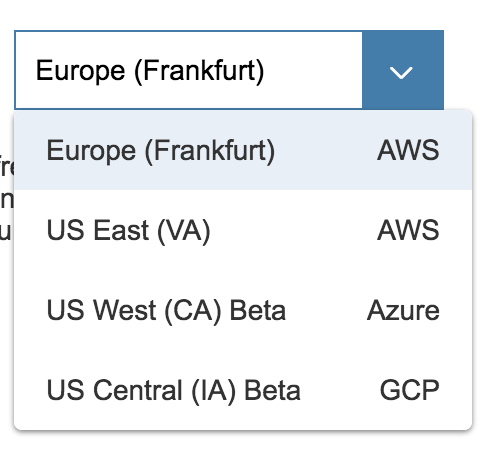 Europe (Frankfurt)
Europe (Frankfurt) AWS
US East (VA) AWS
US West (CA) Beta Azure
US Central (IA) Beta GCP